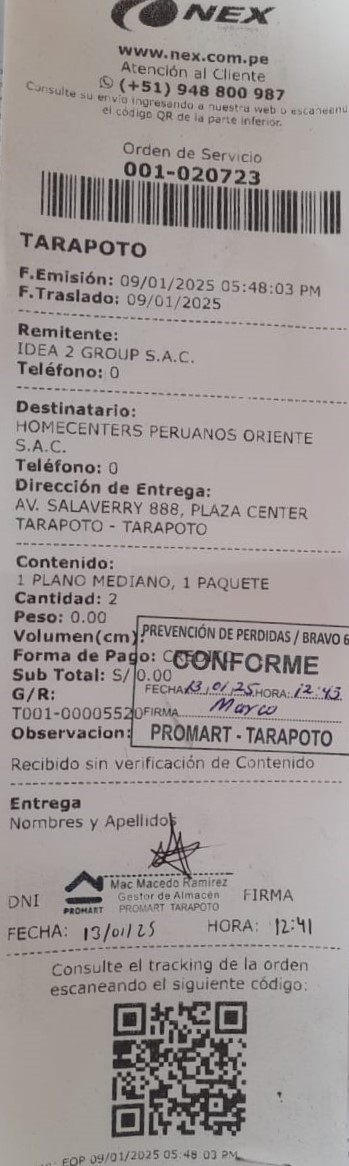 NEX
www.nex.com.pe
Atención al Cliente
(+51) 948 800 987
Consulte su envío ingresando a nuestra web o escaneend
el código QR de la parte inferior.
Orden de Servicio
001-020723
TARAPOTO
F.Emisión: 09/01/2025 05:48:03 PM
F.Traslado: 09/01/2025
Remitente:
IDEA 2 GROUP S.A.C.
Teléfono: 0
Destinatario:
HOMECENTERS PERUANOS ORIENTE
S.A.C.
Teléfono: 0
Dirección de Entrega:
AV. SALAVERRY 888, PLAZA CENTER
TARAPOTO - TARAPOTO
Contenido:
1 PLANO MEDIANO, 1 PAQUETE
Cantidad: 2
Peso: 0.00
Volumen(cm):
Forma de Pago:
Sub Total: S/ 0.00
G/R:
T001-00005520
Observacion:
PREVENCIÓN DE PERDIDAS / BRAVO 6
CONFORME
FECHA 13/01/25 HORA: 12:45
FIRMA Marco
PROMART - TARAPOTO
Recibido sin verificación de Contenido
Entrega
Nombres y Apellidos
DNI
PROMART
Mac Macedo Ramirez
Gestor de Almacén
PROMART TARAPOTO
FIRMA
FECHA: 13/01/25 HORA: 12:41
Consulte el tracking de la orden
escaneando el siguiente código:
EOP 09/01/2025 05:48:03 PM